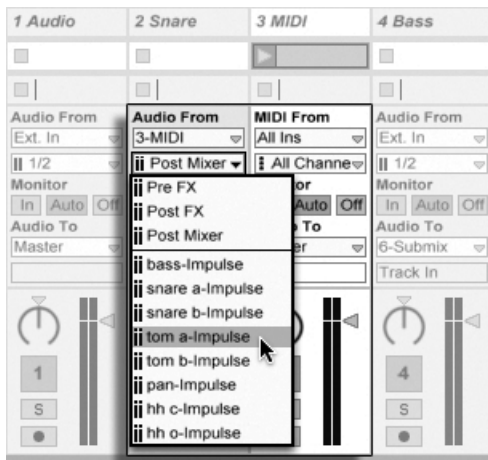 1 Audio 2 Snare 3 MIDI 4 Bass
Audio From Audio From MIDI From Audio From
Ext. In 3-MIDI All Ins Ext. In
1/2 Post Mixer All Channe 1/2
Monitor
In Auto Off
Audio To
Master
Pre FX
Post FX
Post Mixer
bass-Impulse
snare a-Impulse
snare b-Impulse
tom a-Impulse
tom b-Impulse
pan-Impulse
hh c-Impulse
hh o-Impulse
or
Auto Off
o To
er
Monitor
In Auto Off
Audio To
6-Submix
Track In
1 4
S S